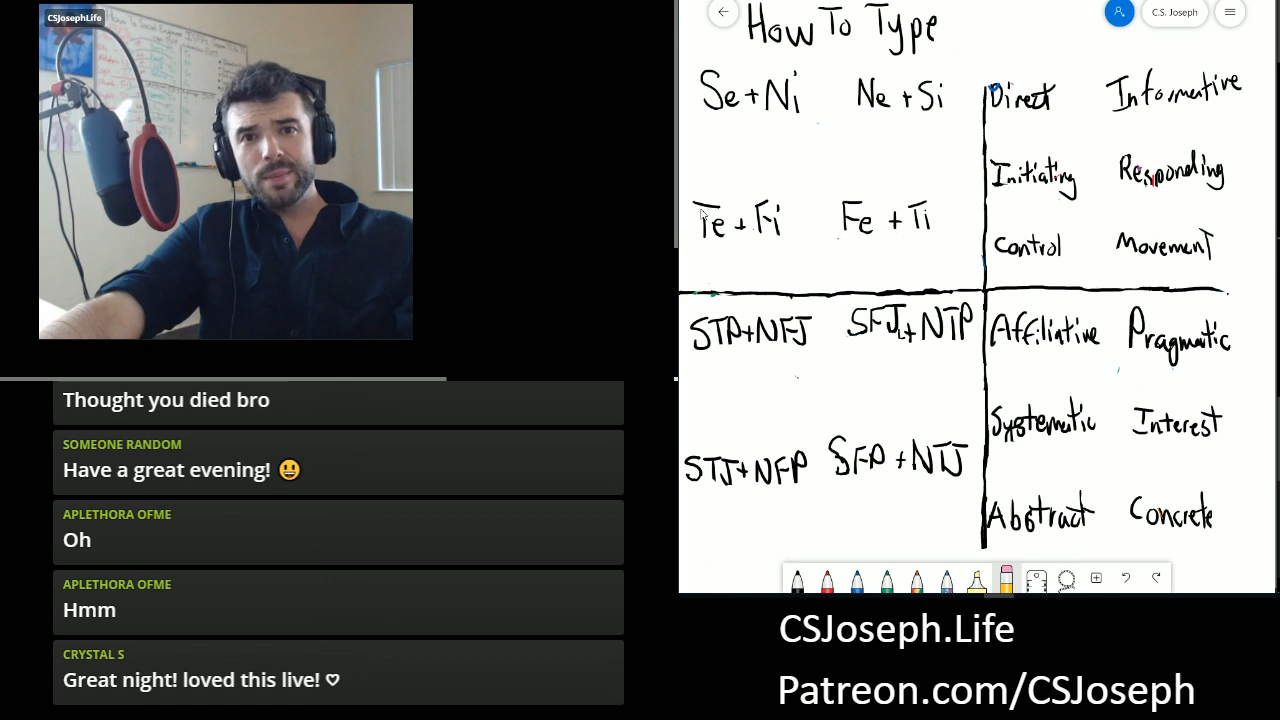 CSJosephLife
Thought you died bro
SOMEONE RANDOM
Have a great evening! 😃
APLETHORA OFME
Oh
APLETHORA OFME
Hmm
CRYSTAL S
Great night! loved this live! ♡
C.S. Joseph
How To Type
Se + Ni Ne + Si Direct Informative
Initiating Responding
Te + Fi Fe + Ti Control Movement
STP+NFJ SFJ+NTP Affiliative Pragmatic
Systematic Interest
STJ+NFP SFP+NTJ
Abstract Concrete
CSJoseph.Life
Patreon.com/CSJoseph